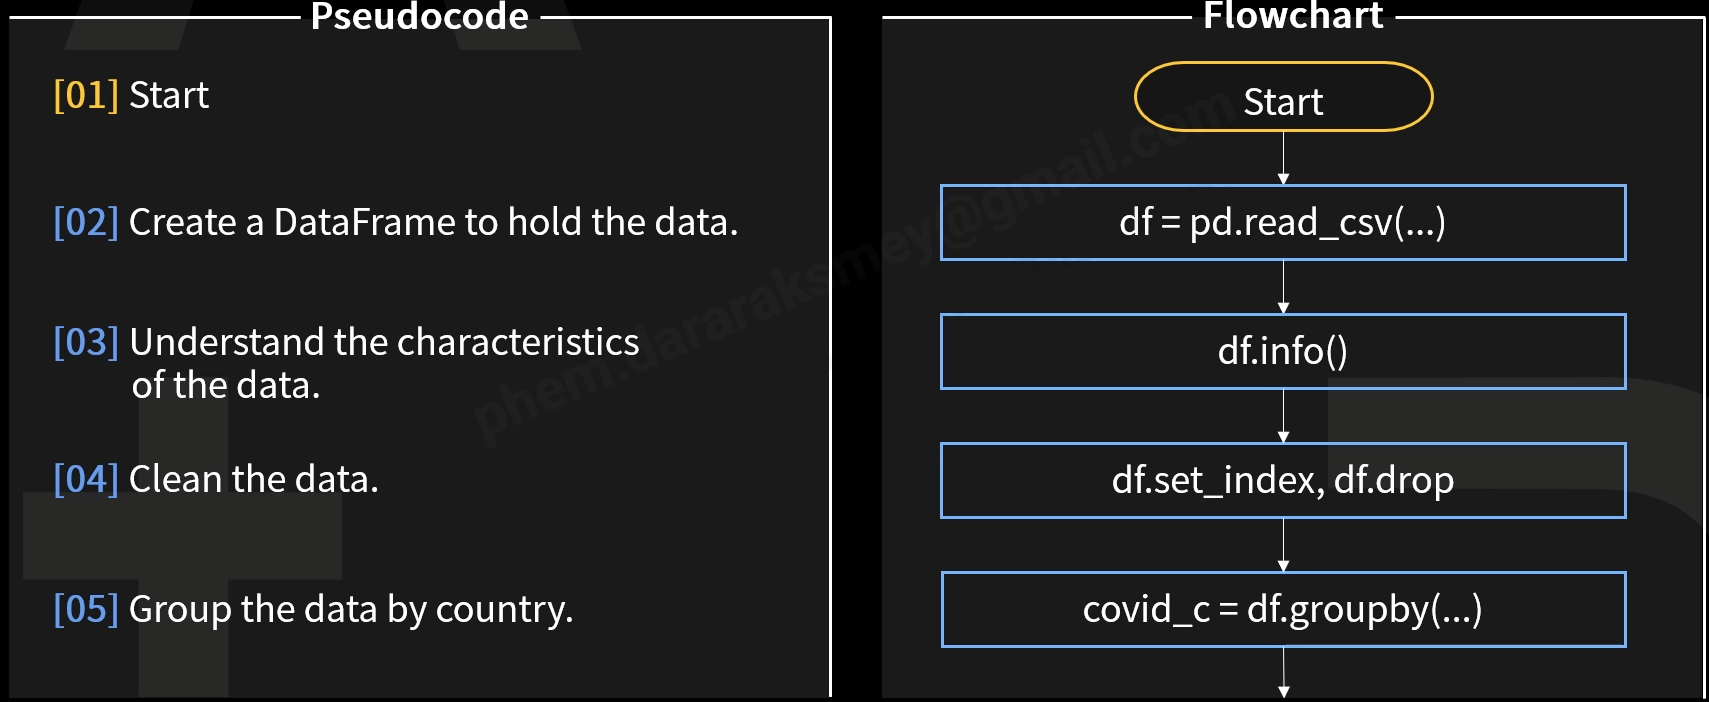 Pseudocode
[01] Start
[02] Create a DataFrame to hold the data.
[03] Understand the characteristics
of the data.
[04] Clean the data.
[05] Group the data by country.
Flowchart
Start
df = pd.read_csv(...)
df.info()
df.set_index, df.drop
covid_c = df.groupby(...)
phem.dararaksmey@gmail.com